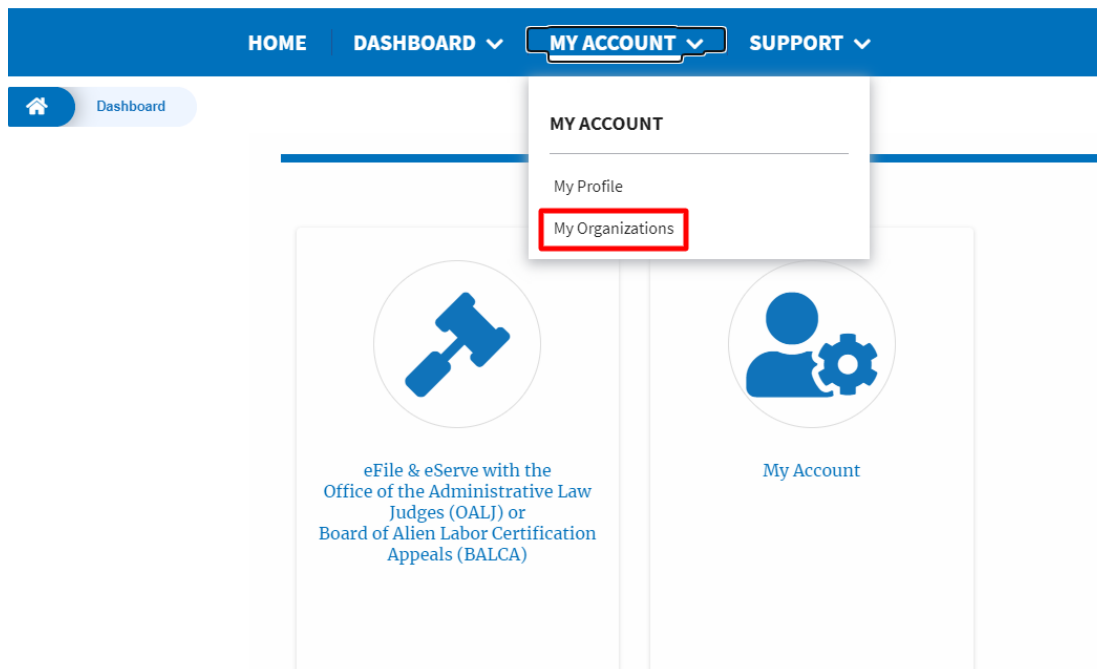 HOME DASHBOARD MY ACCOUNT SUPPORT
Dashboard
MY ACCOUNT
My Profile
My Organizations
eFile & eServe with the
Office of the Administrative Law
Judges (OALJ) or
Board of Alien Labor Certification
Appeals (BALCA)
My Account